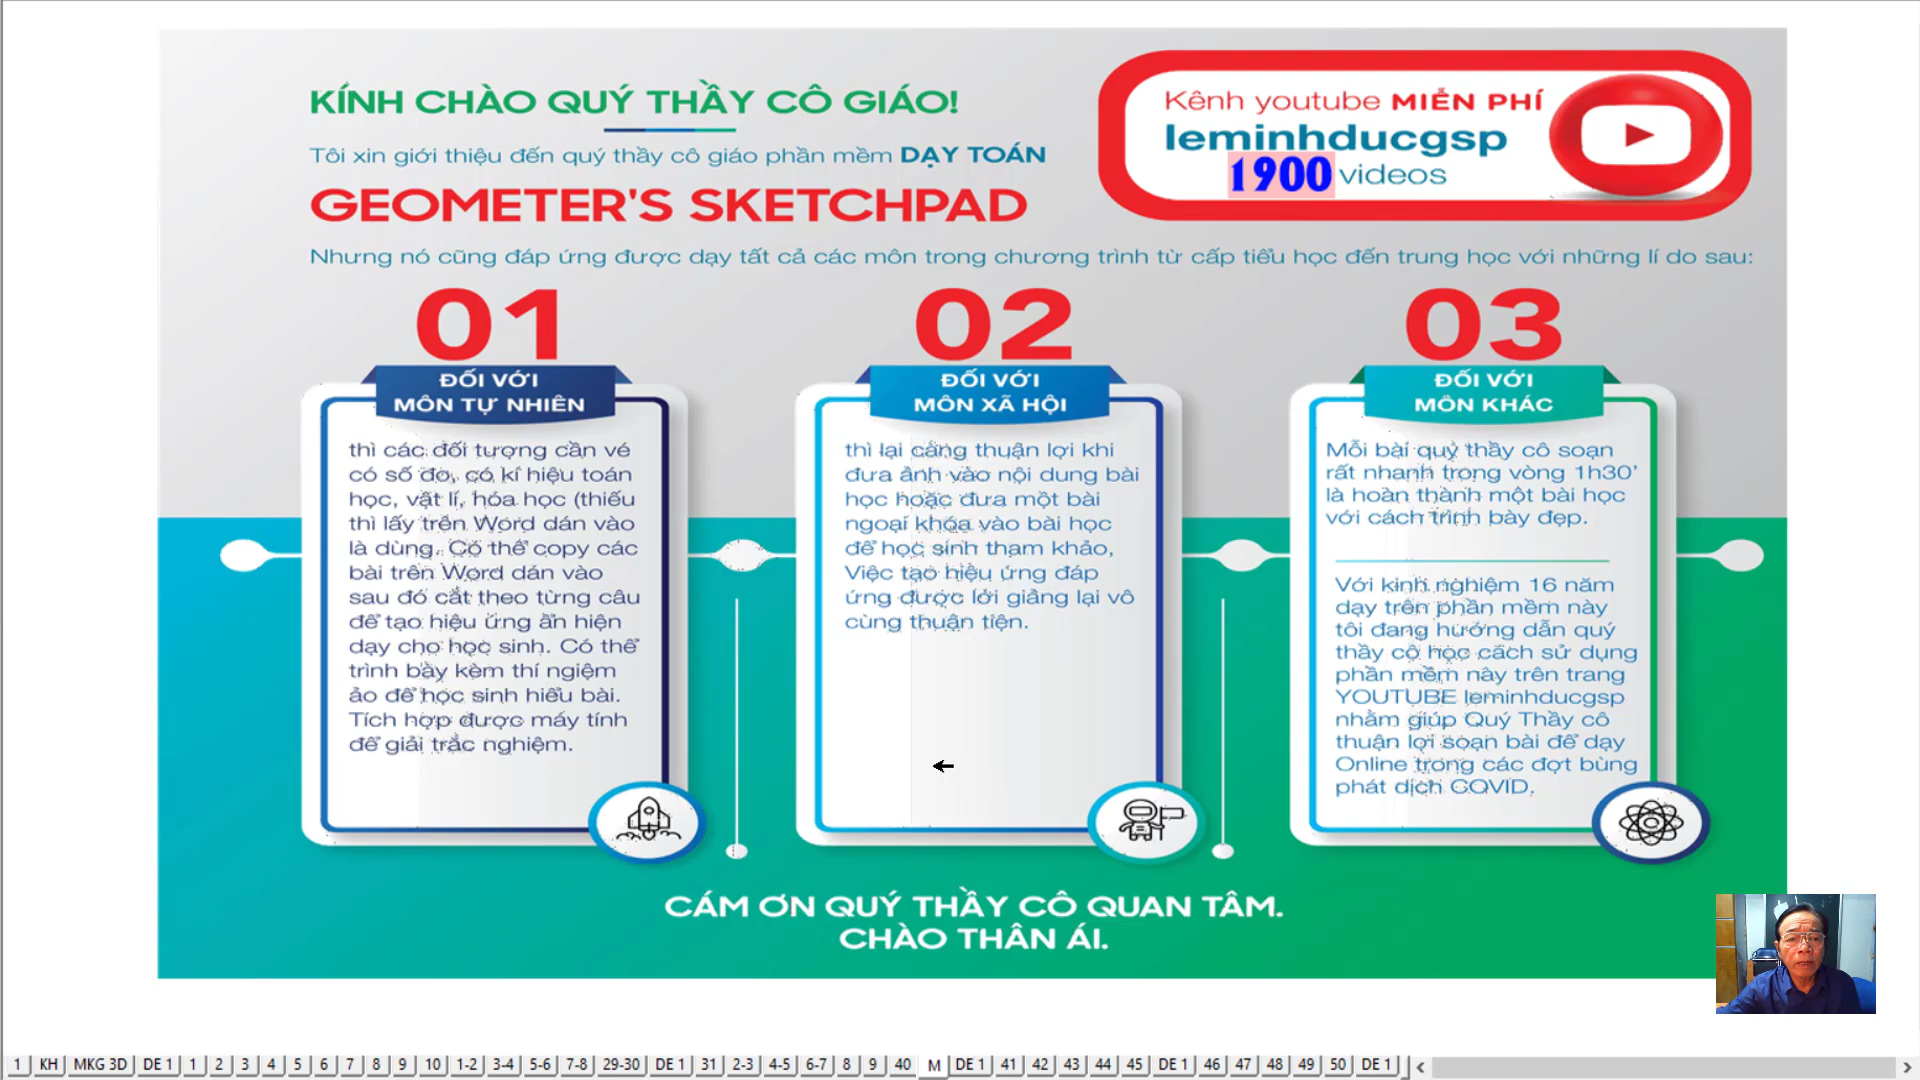 KÍNH CHÀO QUÝ THẦY CÔ GIÁO!
Tôi xin giới thiệu đến quý thầy cô giáo phần mềm DẠY TOÁN
GEOMETER'S SKETCHPAD
Kênh youtube MIỄN PHÍ
leminhducgsp
1900 videos
Nhưng nó cũng đáp ứng được dạy tất cả các môn trong chương trình từ cấp tiểu học đến trung học với những lí do sau:
01
ĐỐI VỚI
MÔN TỰ NHIÊN
thì các đối tượng cần vẽ
có số đo, có kí hiệu toán
học, vật lí, hóa học (thiếu
thì lấy trên Word dán vào
là dùng. Có thể copy các
bài trên Word dán vào
sau đó cắt theo từng câu
để tạo hiệu ứng ẩn hiện
dạy cho học sinh. Có thể
trình bày kèm thí ngiệm
ảo để học sinh hiểu bài.
Tích hợp được máy tính
để giải trắc nghiệm.
02
ĐỐI VỚI
MÔN XÃ HỘI
thì lại càng thuận lợi khi
đưa ảnh vào nội dung bài
học hoặc đưa một bài
ngoại khóa vào bài học
để học sinh tham khảo,
Việc tạo hiệu ứng đáp
ứng được lời giảng lại vô
cùng thuận tiện.
03
ĐỐI VỚI
MÔN KHÁC
Mỗi bài quý thầy cô soạn
rất nhanh trong vòng 1h30'
là hoàn thành một bài học
với cách trình bày đẹp.
Với kinh nghiệm 16 năm
dạy trên phần mềm này
tôi đang hướng dẫn quý
thầy cô học cách sử dụng
phần mềm này trên trang
YOUTUBE leminhducgsp
nhằm giúp Quý Thầy cô
thuận lợi soạn bài để dạy
Online trong các đợt bùng
phát dịch COVID.
CÁM ƠN QUÝ THẦY CÔ QUAN TÂM.
CHÀO THÂN ÁI.
1 KH MKG 3D DE 1 1 2 3 4 5 6 7 8 9 10 1-2 3-4 5-6 7-8 29-30 DE 1 31 2-3 4-5 6-7 8 9 40 M DE 1 41 42 43 44 45 DE 1 46 47 48 49 50 DE 1